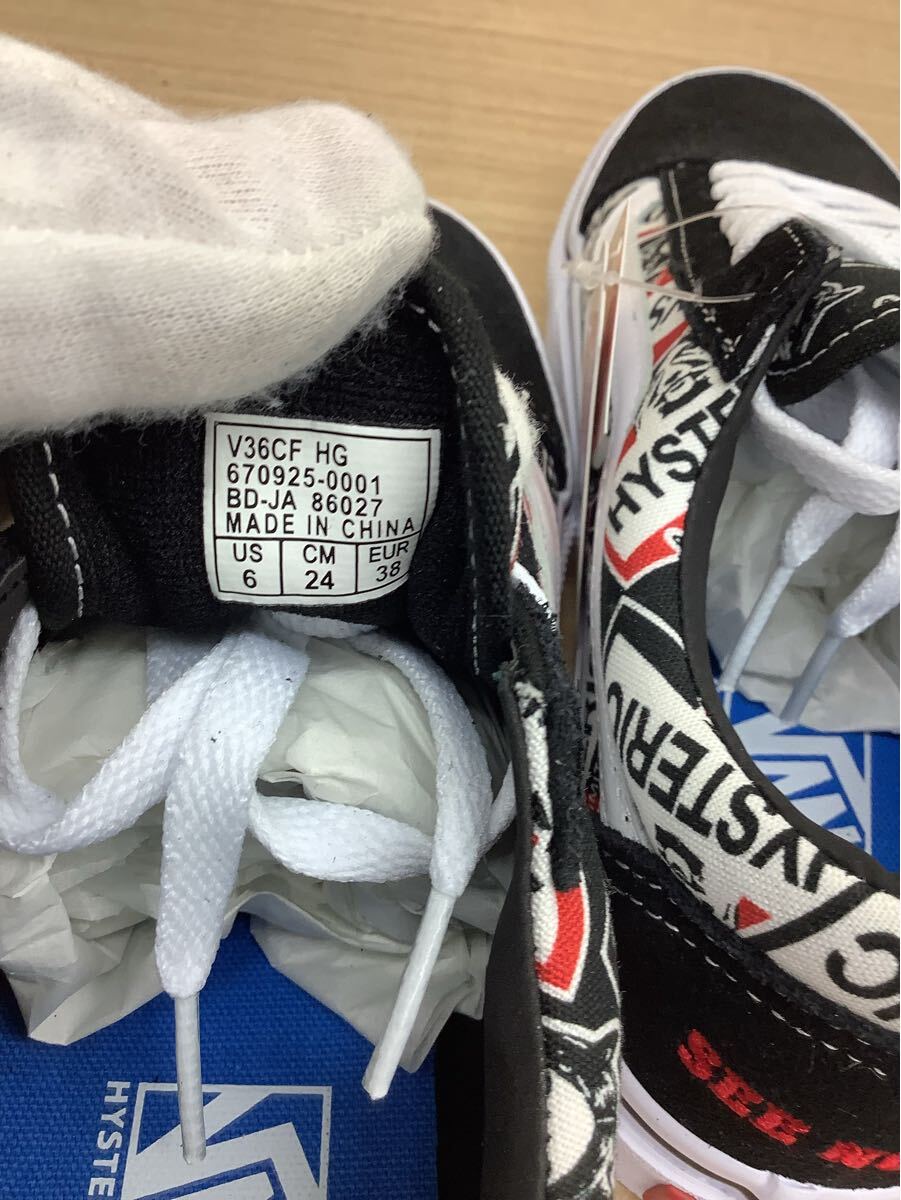 V36CF HG
670925-0001
BD-JA 86027
MADE IN CHINA
US CM EUR
6 24 38
HYSTE
HYSTERIC
SEE
HYSTE